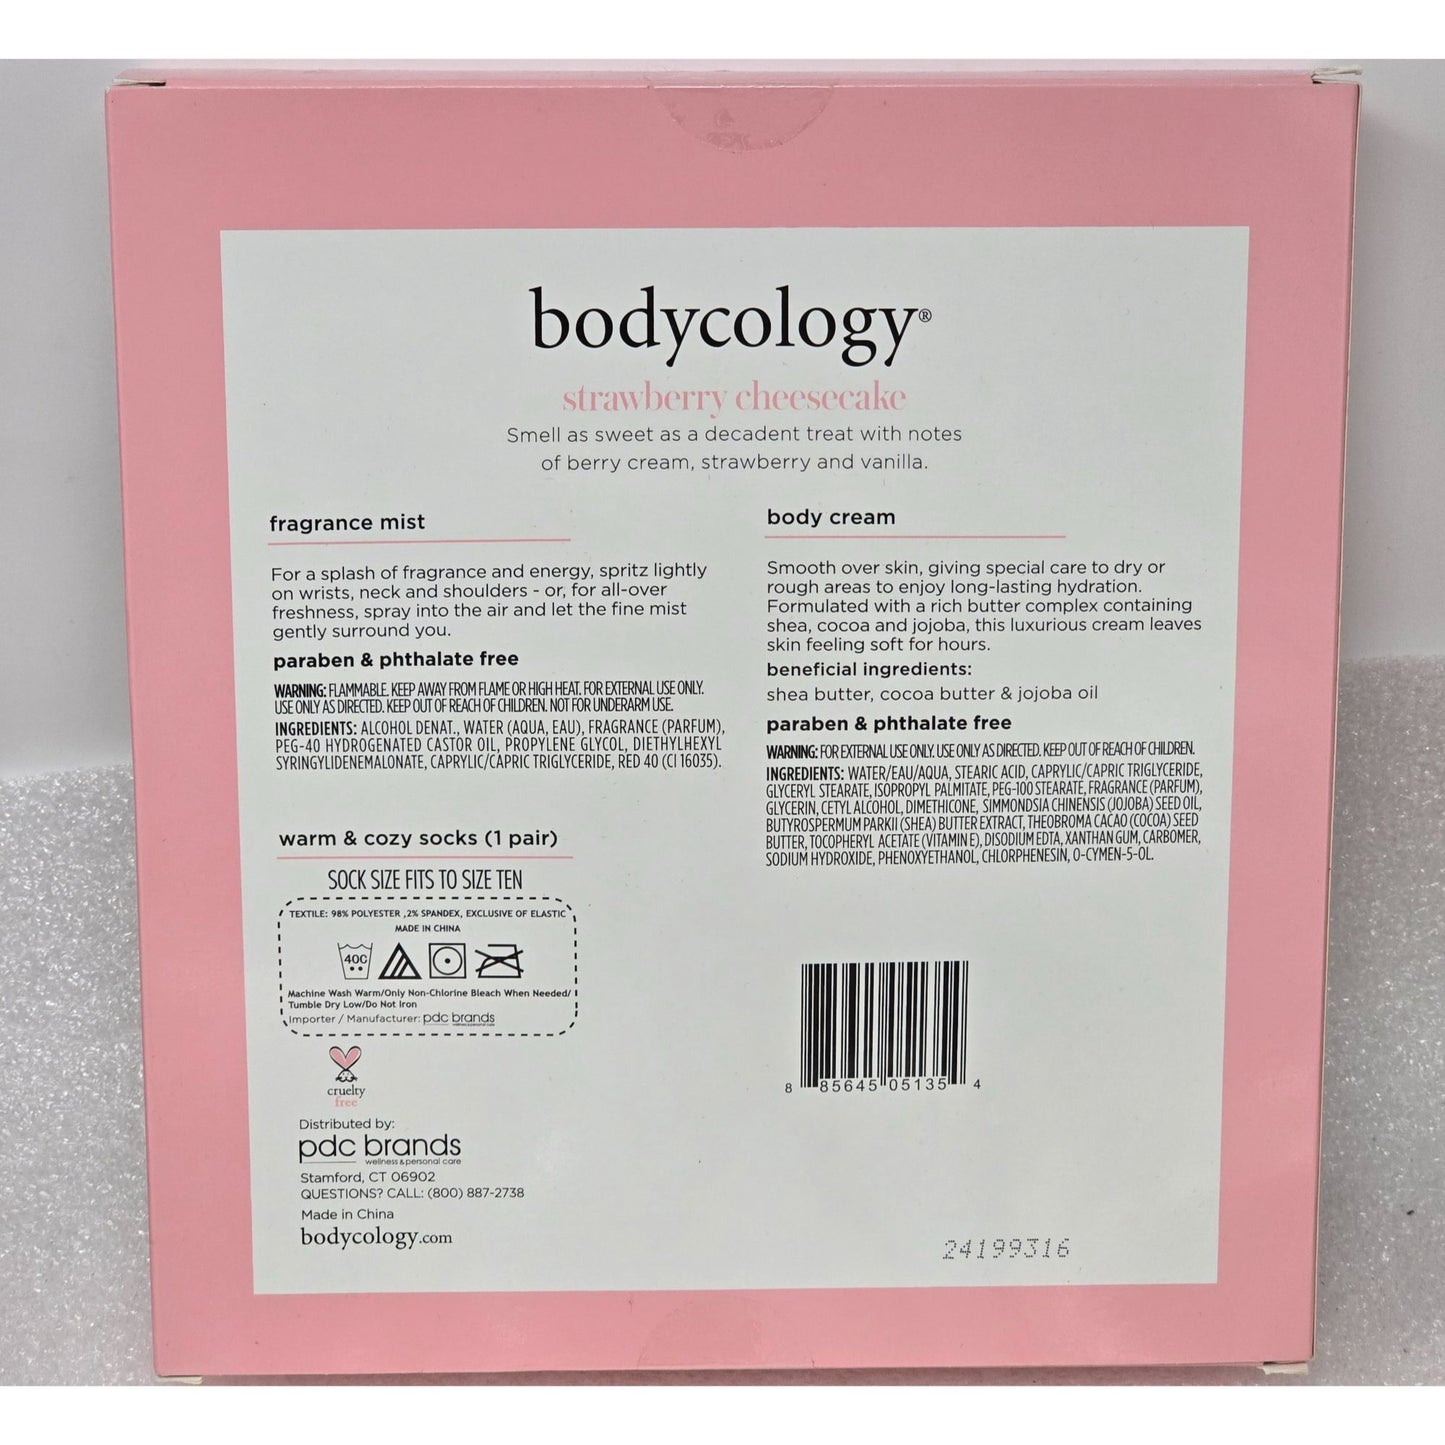 bodycology®
strawberry cheesecake
Smell as sweet as a decadent treat with notes
of berry cream, strawberry and vanilla.
fragrance mist
For a splash of fragrance and energy, spritz lightly
on wrists, neck and shoulders - or, for all-over
freshness, spray into the air and let the fine mist
gently surround you.
paraben & phthalate free
WARNING: FLAMMABLE. KEEP AWAY FROM FLAME OR HIGH HEAT. FOR EXTERNAL USE ONLY.
USE ONLY AS DIRECTED. KEEP OUT OF REACH OF CHILDREN. NOT FOR UNDERARM USE.
INGREDIENTS: ALCOHOL DENAT., WATER (AQUA, EAU), FRAGRANCE (PARFUM),
PEG-40 HYDROGENATED CASTOR OIL, PROPYLENE GLYCOL, DIETHYLHEXYL
SYRINGYLIDENEMALONATE, CAPRYLIC/CAPRIC TRIGLYCERIDE, RED 40 (CI 16035).
warm & cozy socks (1 pair)
SOCK SIZE FITS TO SIZE TEN
TEXTILE: 98% POLYESTER ,2% SPANDEX, EXCLUSIVE OF ELASTIC
MADE IN CHINA
40C
Machine Wash Warm/Only Non-Chlorine Bleach When Needed/
Tumble Dry Low/Do Not Iron
Importer / Manufacturer: pdc brands
wellness & personal care
cruelty
free
Distributed by:
pdc brands
wellness & personal care
Stamford, CT 06902
QUESTIONS? CALL: (800) 887-2738
Made in China
bodycology.com
body cream
Smooth over skin, giving special care to dry or
rough areas to enjoy long-lasting hydration.
Formulated with a rich butter complex containing
shea, cocoa and jojoba, this luxurious cream leaves
skin feeling soft for hours.
beneficial ingredients:
shea butter, cocoa butter & jojoba oil
paraben & phthalate free
WARNING: FOR EXTERNAL USE ONLY. USE ONLY AS DIRECTED. KEEP OUT OF REACH OF CHILDREN.
INGREDIENTS: WATER/EAU/AQUA, STEARIC ACID, CAPRYLIC/CAPRIC TRIGLYCERIDE,
GLYCERYL STEARATE, ISOPROPYL PALMITATE, PEG-100 STEARATE, FRAGRANCE (PARFUM),
GLYCERIN, CETYL ALCOHOL, DIMETHICONE, SIMMONDSIA CHINENSIS (JOJOBA) SEED OIL,
BUTYROSPERMUM PARKII (SHEA) BUTTER EXTRACT, THEOBROMA CACAO (COCOA) SEED
BUTTER, TOCOPHERYL ACETATE (VITAMIN E), DISODIUM EDTA, XANTHAN GUM, CARBOMER,
SODIUM HYDROXIDE, PHENOXYETHANOL, CHLORPHENESIN, O-CYMEN-5-OL.
8 85645 05135 4
24199316